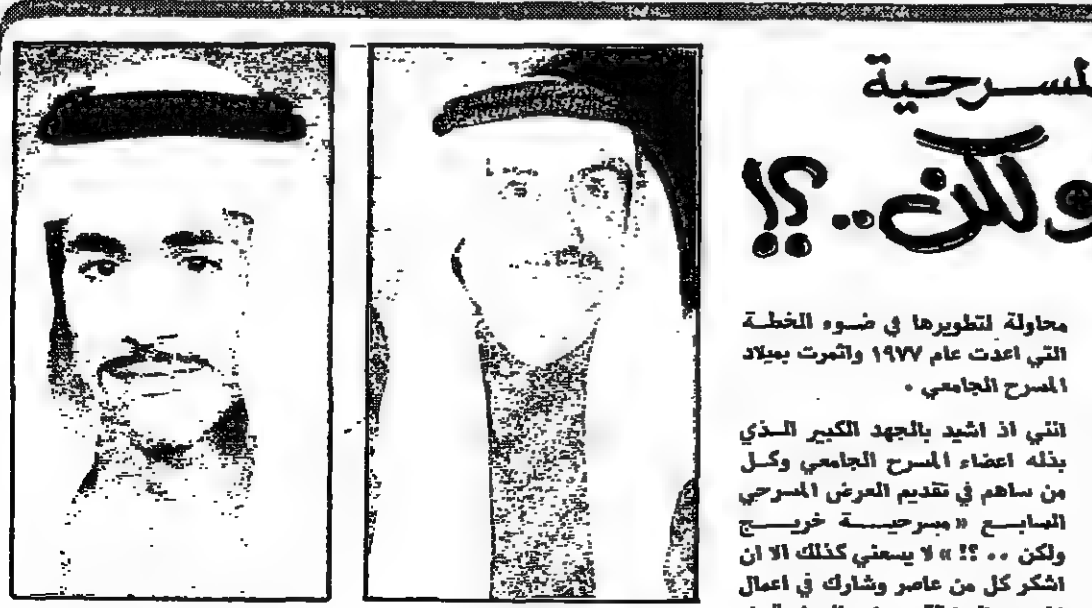 لمسرحية
ولكن..؟!
محاولة لتطويرها في ضوء الخطة
التي اعدت عام ١٩٧٧ واثمرت بميلاد
المسرح الجامعي .
انني اذ اشيد بالجهد الكبير الذي
بذله اعضاء المسرح الجامعي وكل
من ساهم في تقديم العرض المسرحي
السابع « مسرحية خريج
ولكن .. ؟! » لا يسعني كذلك الا ان
اشكر كل من عاصر وشارك في اعمال